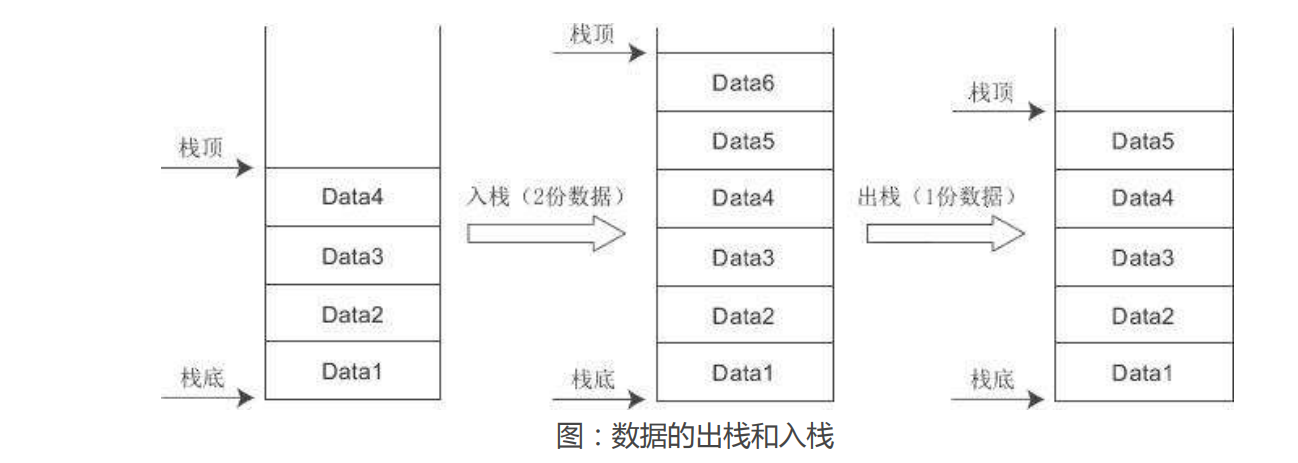 栈顶
Data4
Data3
Data2
Data1
栈底
入栈（2份数据）
栈顶
Data6
Data5
Data4
Data3
Data2
Data1
栈底
出栈（1份数据）
栈顶
Data5
Data4
Data3
Data2
Data1
栈底
图：数据的出栈和入栈